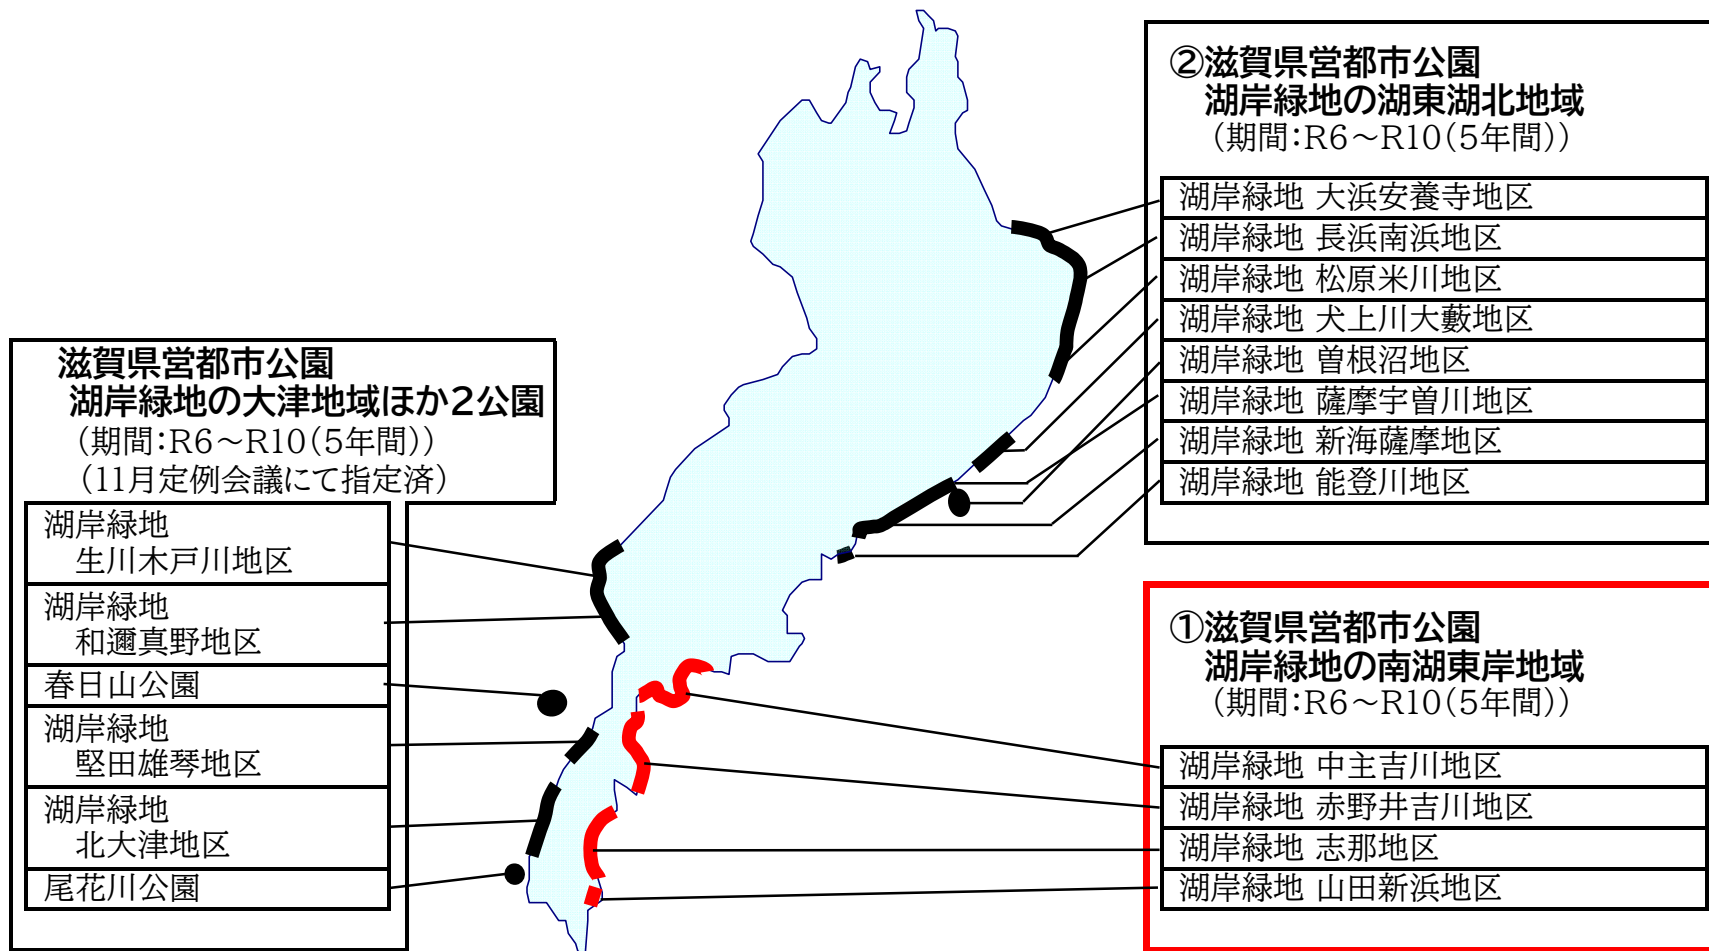 ②滋賀県営都市公園
湖岸緑地の湖東湖北地域
（期間：R6～R10（5年間））
湖岸緑地 大浜安養寺地区
湖岸緑地 長浜南浜地区
湖岸緑地 松原米川地区
湖岸緑地 犬上川大藪地区
湖岸緑地 曽根沼地区
湖岸緑地 薩摩宇曽川地区
湖岸緑地 新海薩摩地区
湖岸緑地 能登川地区
滋賀県営都市公園
湖岸緑地の大津地域ほか2公園
（期間：R6～R10（5年間））
（11月定例会議にて指定済）
湖岸緑地
生川木戸川地区
湖岸緑地
和邇真野地区
春日山公園
湖岸緑地
堅田雄琴地区
湖岸緑地
北大津地区
尾花川公園
①滋賀県営都市公園
湖岸緑地の南湖東岸地域
（期間：R6～R10（5年間））
湖岸緑地 中主吉川地区
湖岸緑地 赤野井吉川地区
湖岸緑地 志那地区
湖岸緑地 山田新浜地区